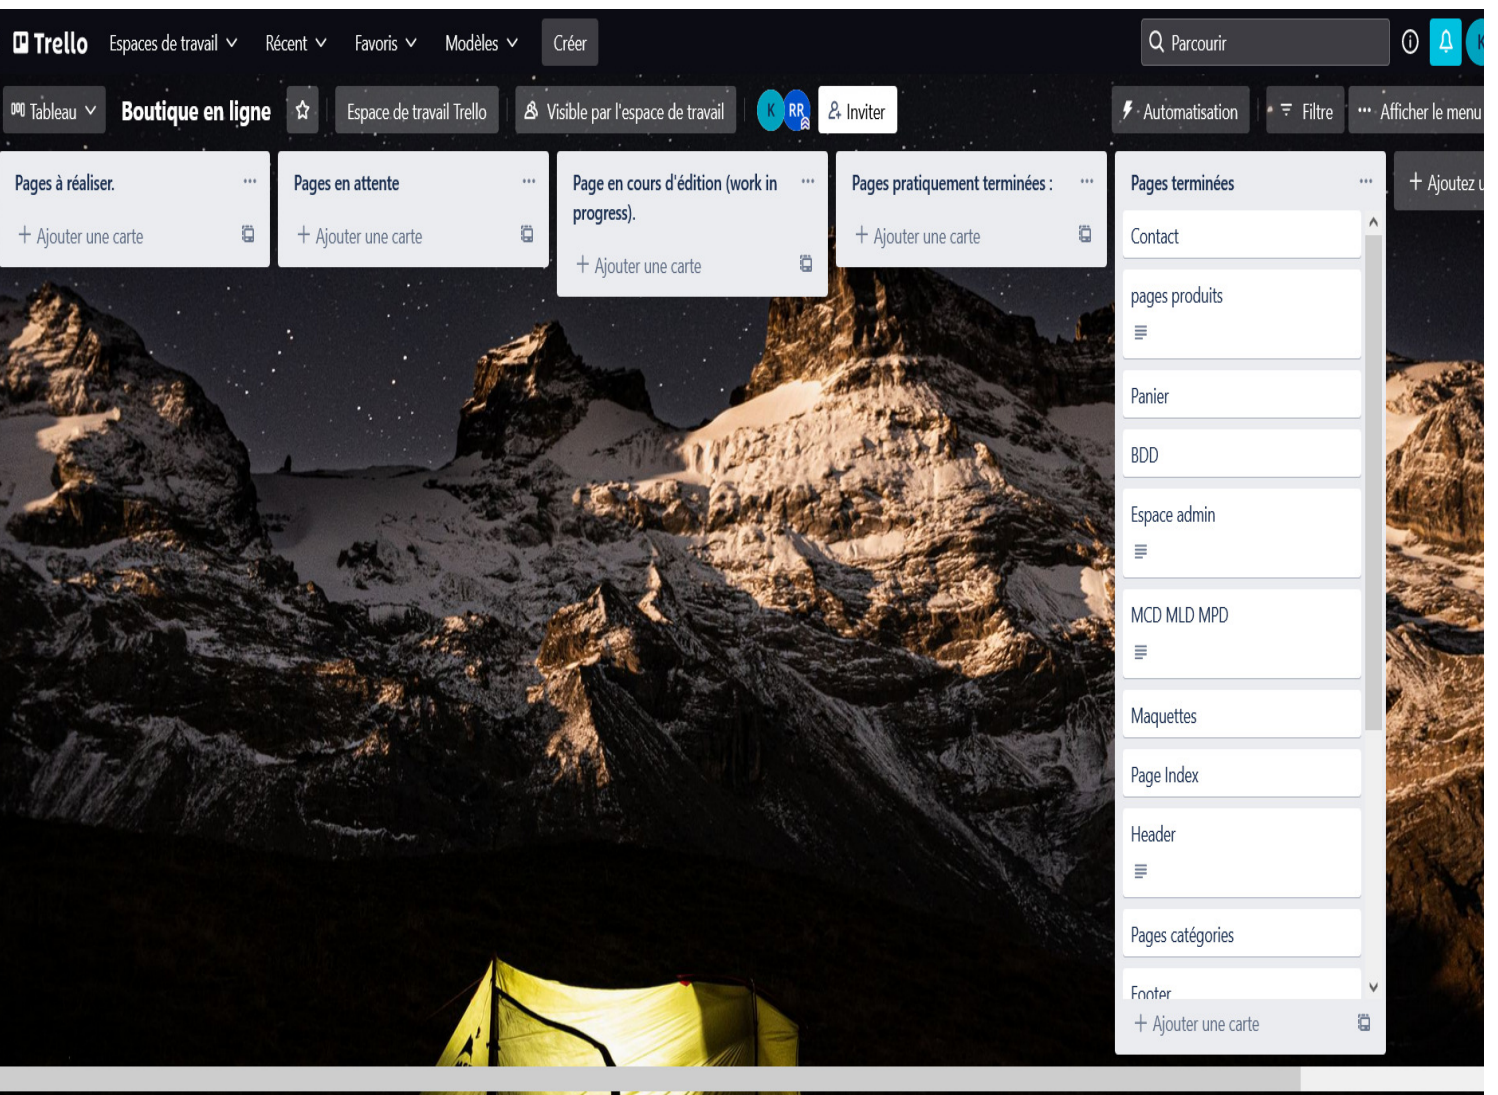 Trello Espaces de travail Récent Favoris Modèles Créer Parcourir
Tableau Boutique en ligne Espace de travail Trello Visible par l'espace de travail K RR Inviter Automatisation Filtre Afficher le menu
Pages à réaliser.
Ajouter une carte
Pages en attente
Ajouter une carte
Page en cours d'édition (work in
progress).
Ajouter une carte
Pages pratiquement terminées :
Ajouter une carte
Pages terminées
Contact
pages produits
Panier
BDD
Espace admin
MCD MLD MPD
Maquettes
Page Index
Header
Pages catégories
Footer
Ajouter une carte
Ajoutez